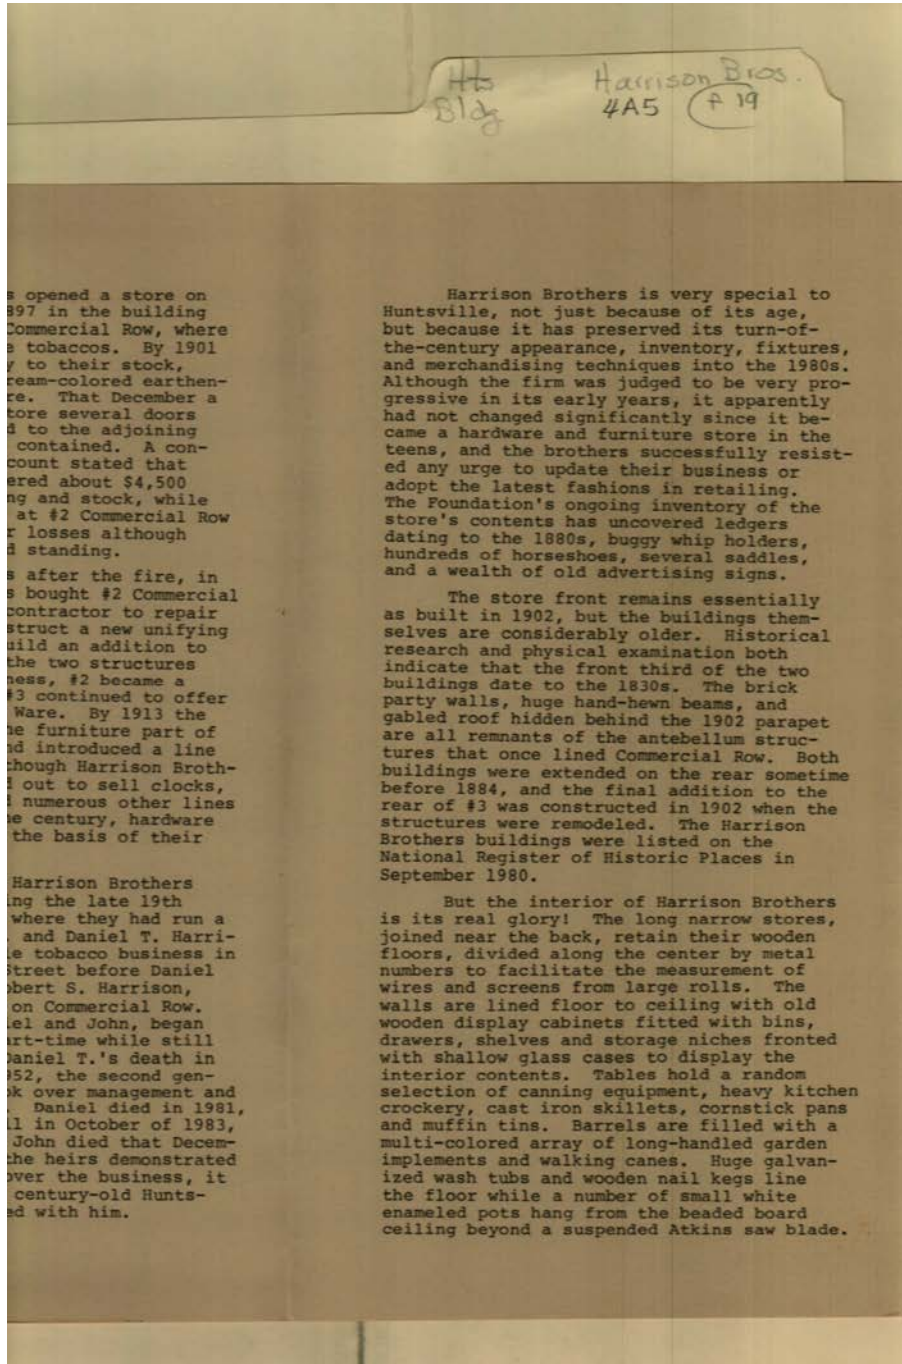 Hts Harrison Bros.
Bldg 4A5 P 19
s opened a store on
897 in the building
Commercial Row, where
e tobaccos. By 1901
y to their stock,
ream-colored earthen-
re. That December a
tore several doors
d to the adjoining
contained. A con-
count stated that
ered about $4,500
ng and stock, while
at #2 Commercial Row
r losses although
d standing.
s after the fire, in
s bought #2 Commercial
contractor to repair
struct a new unifying
uild an addition to
the two structures
ness, #2 became a
#3 continued to offer
Ware. By 1913 the
he furniture part of
nd introduced a line
though Harrison Broth-
d out to sell clocks,
d numerous other lines
he century, hardware
the basis of their
Harrison Brothers
ing the late 19th
where they had run a
. and Daniel T. Harri-
le tobacco business in
Street before Daniel
obert S. Harrison,
on Commercial Row.
iel and John, began
art-time while still
Daniel T.'s death in
952, the second gen-
ok over management and
. Daniel died in 1981,
ll in October of 1983,
John died that Decem-
the heirs demonstrated
over the business, it
century-old Hunts-
ed with him.
Harrison Brothers is very special to
Huntsville, not just because of its age,
but because it has preserved its turn-of-
the-century appearance, inventory, fixtures,
and merchandising techniques into the 1980s.
Although the firm was judged to be very pro-
gressive in its early years, it apparently
had not changed significantly since it be-
came a hardware and furniture store in the
teens, and the brothers successfully resist-
ed any urge to update their business or
adopt the latest fashions in retailing.
The Foundation's ongoing inventory of the
store's contents has uncovered ledgers
dating to the 1880s, buggy whip holders,
hundreds of horseshoes, several saddles,
and a wealth of old advertising signs.
The store front remains essentially
as built in 1902, but the buildings them-
selves are considerably older. Historical
research and physical examination both
indicate that the front third of the two
buildings date to the 1830s. The brick
party walls, huge hand-hewn beams, and
gabled roof hidden behind the 1902 parapet
are all remnants of the antebellum struc-
tures that once lined Commercial Row. Both
buildings were extended on the rear sometime
before 1884, and the final addition to the
rear of #3 was constructed in 1902 when the
structures were remodeled. The Harrison
Brothers buildings were listed on the
National Register of Historic Places in
September 1980.
But the interior of Harrison Brothers
is its real glory! The long narrow stores,
joined near the back, retain their wooden
floors, divided along the center by metal
numbers to facilitate the measurement of
wires and screens from large rolls. The
walls are lined floor to ceiling with old
wooden display cabinets fitted with bins,
drawers, shelves and storage niches fronted
with shallow glass cases to display the
interior contents. Tables hold a random
selection of canning equipment, heavy kitchen
crockery, cast iron skillets, cornstick pans
and muffin tins. Barrels are filled with a
multi-colored array of long-handled garden
implements and walking canes. Huge galvan-
ized wash tubs and wooden nail kegs line
the floor while a number of small white
enameled pots hang from the beaded board
ceiling beyond a suspended Atkins saw blade.